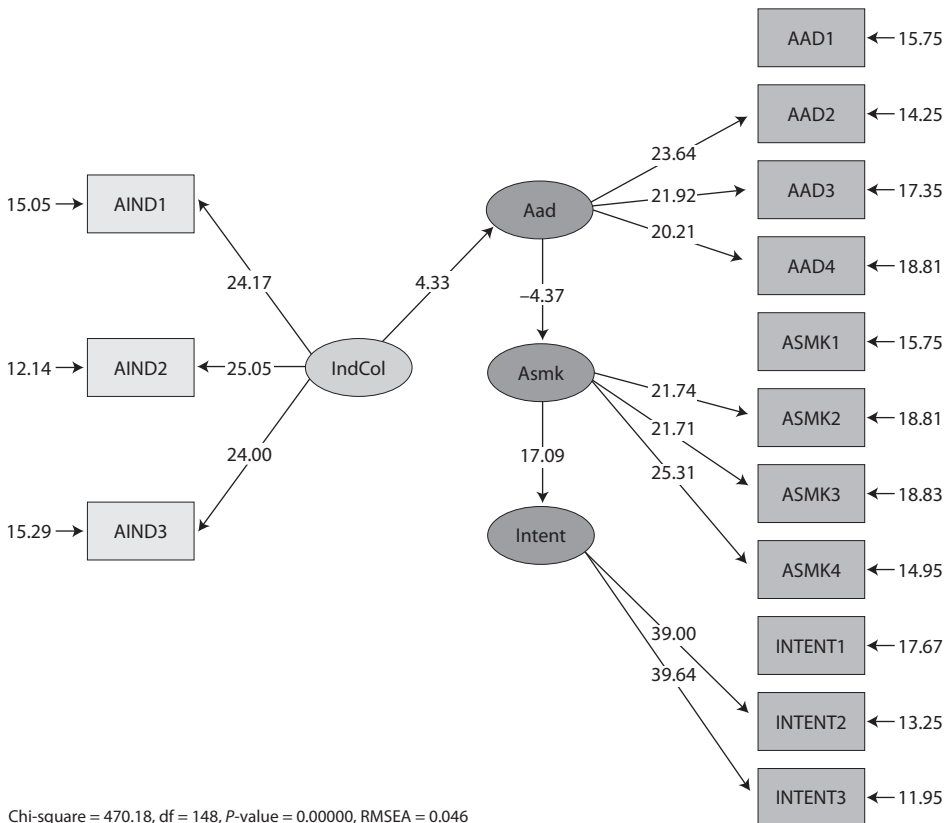 AAD1
15.75
AAD2
14.25
23.64
AIND1
15.05
Aad
21.92
AAD3
17.35
20.21
AAD4
18.81
24.17
4.33
–4.37
ASMK1
15.75
12.14
AIND2
25.05
IndCol
Asmk
21.74
ASMK2
18.81
21.71
24.00
17.09
25.31
ASMK3
18.83
15.29
AIND3
Intent
ASMK4
14.95
39.00
INTENT1
17.67
39.64
INTENT2
13.25
INTENT3
11.95
Chi-square = 470.18, df = 148, P-value = 0.00000, RMSEA = 0.046